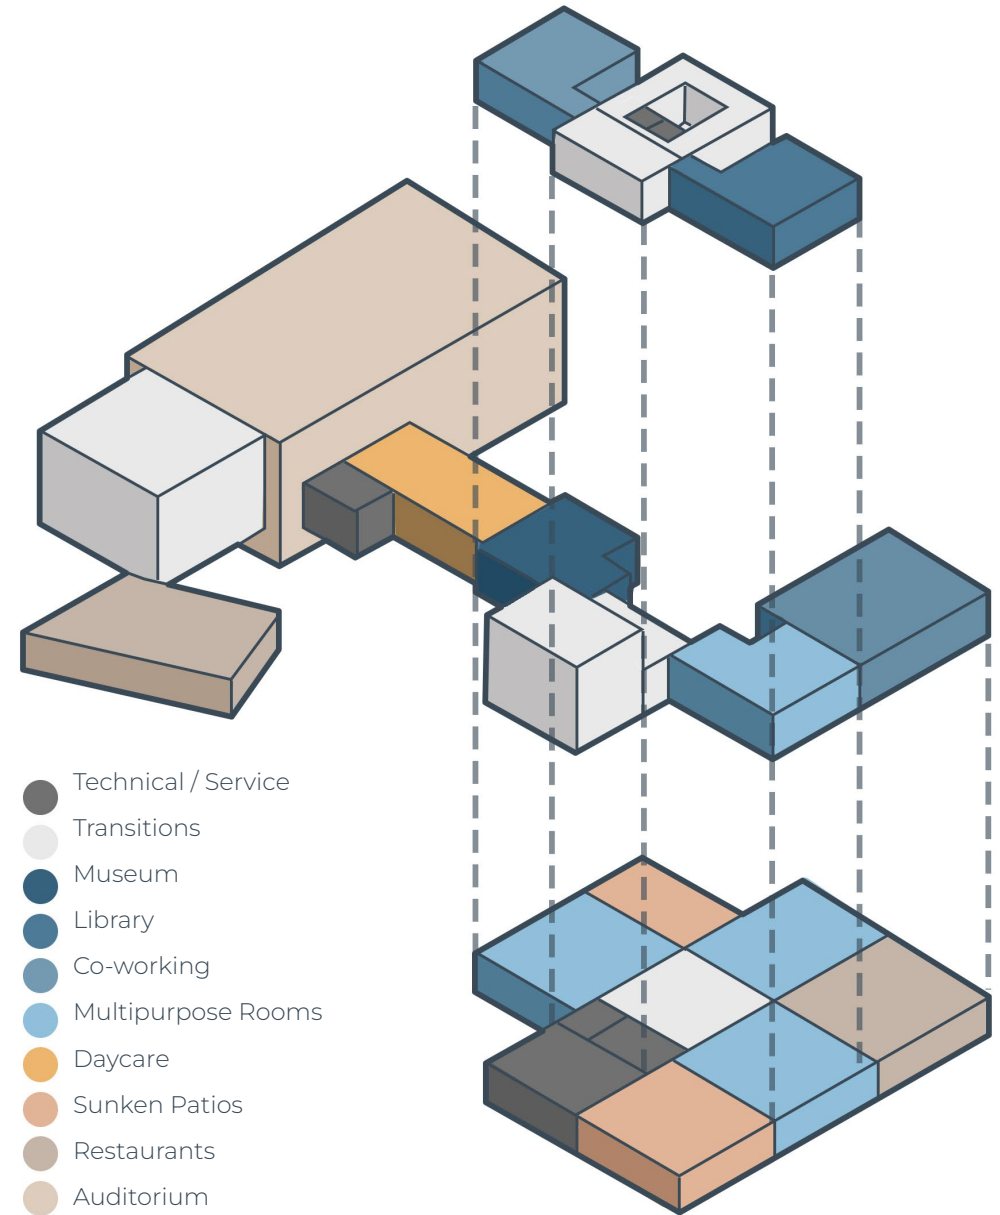 Technical / Service
Transitions
Museum
Library
Co-working
Multipurpose Rooms
Daycare
Sunken Patios
Restaurants
Auditorium